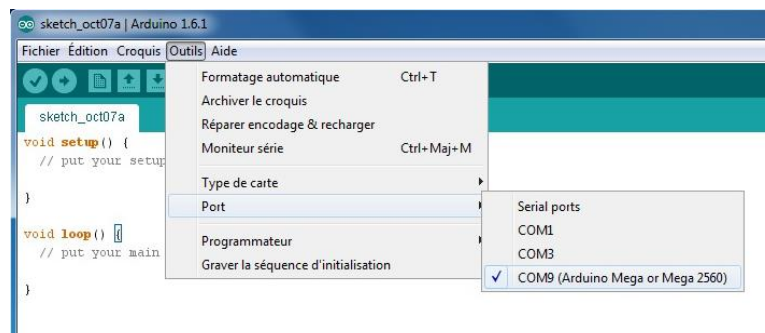 sketch_oct07a | Arduino 1.6.1
Fichier Édition Croquis Outils Aide
sketch_oct07a
void setup() {
// put your setup
}
void loop() {
// put your main
}
Formatage automatique Ctrl+T
Archiver le croquis
Réparer encodage & recharger
Moniteur série Ctrl+Maj+M
Type de carte
Port
Programmateur
Graver la séquence d'initialisation
Serial ports
COM1
COM3
COM9 (Arduino Mega or Mega 2560)